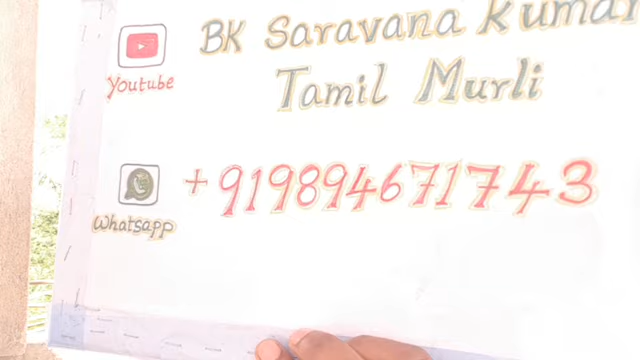 BK Saravana Kumar
Youtube
Tamil Murli
+919894671743
Whatsapp